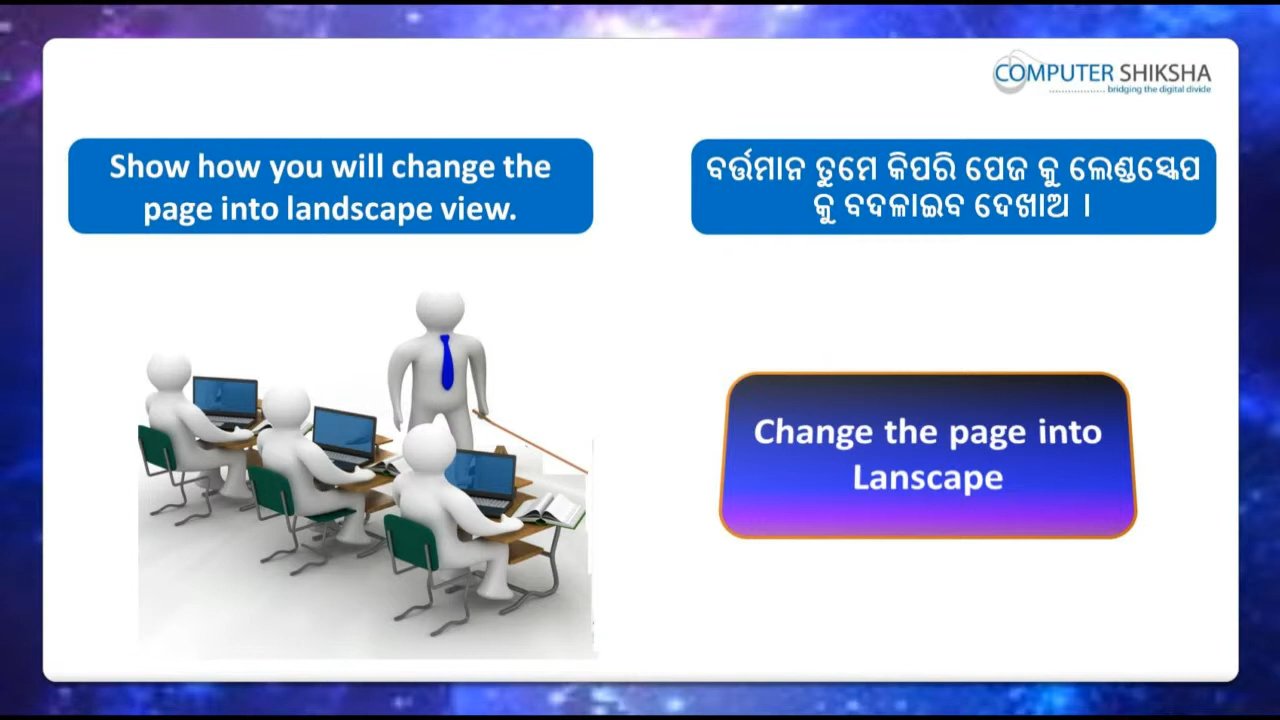 COMPUTER SHIKSHA
bridging the digital divide
Show how you will change the
page into landscape view.
ବର୍ତ୍ତମାନ ତୁମେ କିପରି ପେଜ କୁ ଲେଣ୍ଡସ୍କେପ
କୁ ବଦଳାଇବ ଦେଖାଅ ।
Change the page into
Lanscape